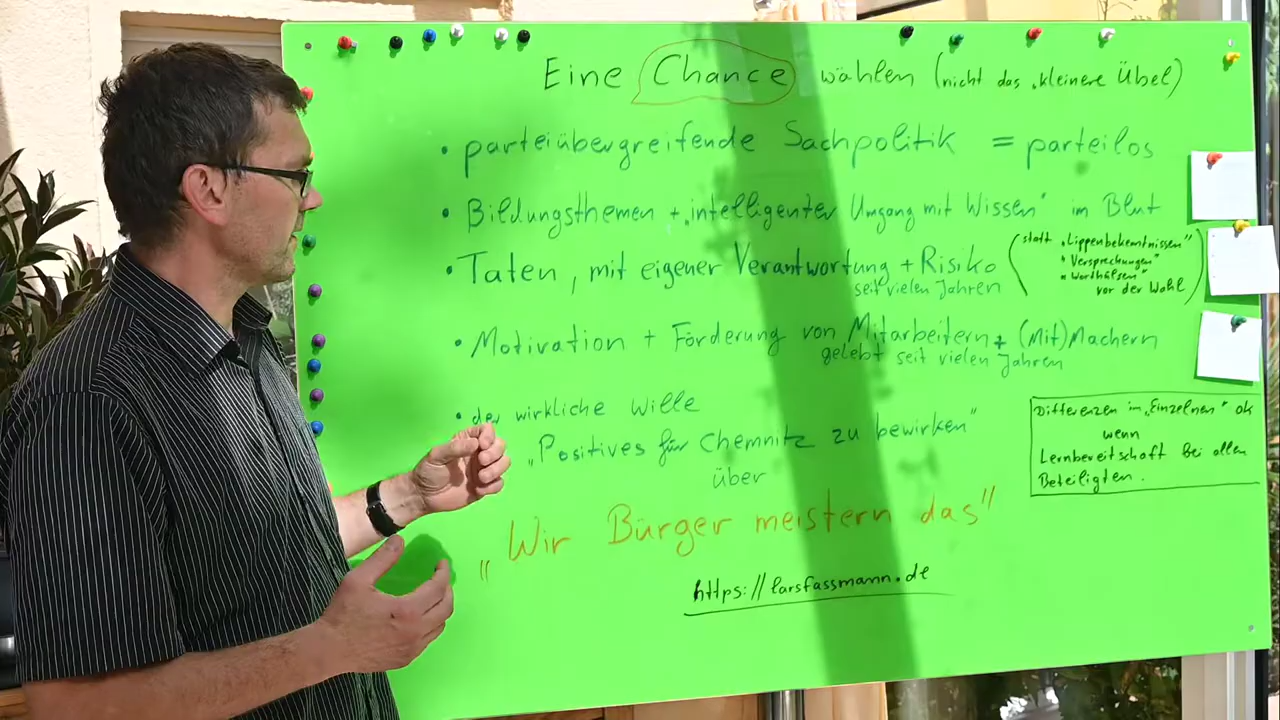 Eine Chance wählen (nicht das „kleinere Übel)
• parteiübergreifende Sachpolitik = parteilos
• Bildungsthemen + „intelligenter Umgang mit Wissen" im Blut
• Taten, mit eigener Verantwortung + Risiko
seit vielen Jahren
(statt „Lippenbekenntnissen"
„Versprechungen"
„Worthülsen"
vor der Wahl)
• Motivation + Förderung von Mitarbeitern + (Mit)Machern
gelebt seit vielen Jahren
• der wirkliche Wille
„Positives für Chemnitz zu bewirken"
über
„Wir Bürger meistern das"
https://larsfassmann.de
Differenzen im „Einzelnen" ok
wenn
Lernbereitschaft bei allen
Beteiligten.